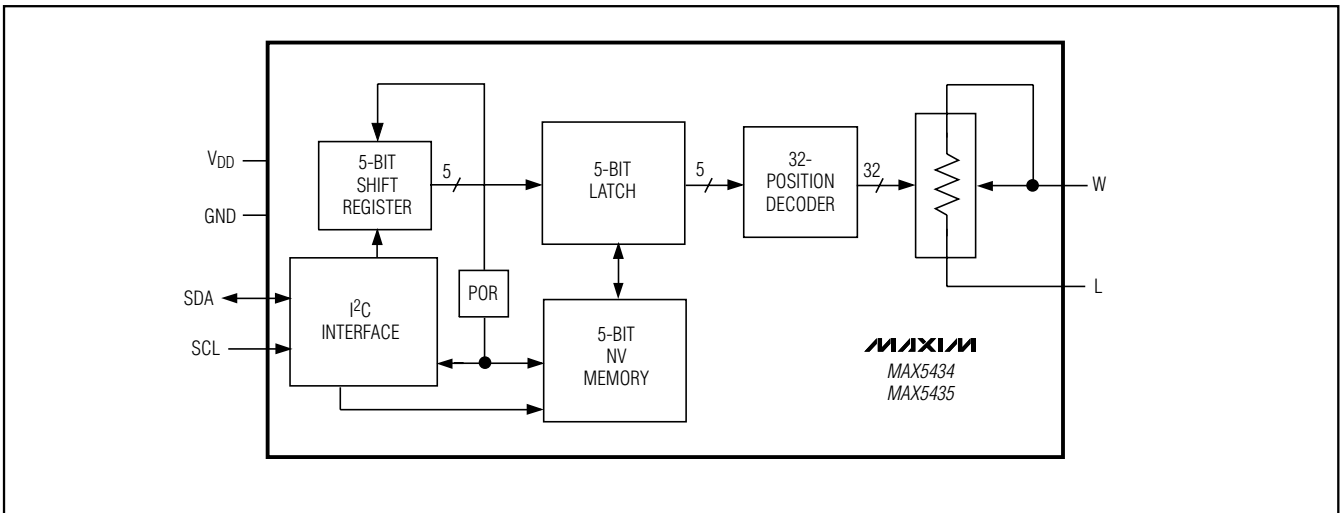 VDD
GND
SDA
SCL
5-BIT
SHIFT
REGISTER
5
I²C
INTERFACE
POR
5-BIT
LATCH
5
5-BIT
NV
MEMORY
32-
POSITION
DECODER
32
W
L
MAXIM
MAX5434
MAX5435